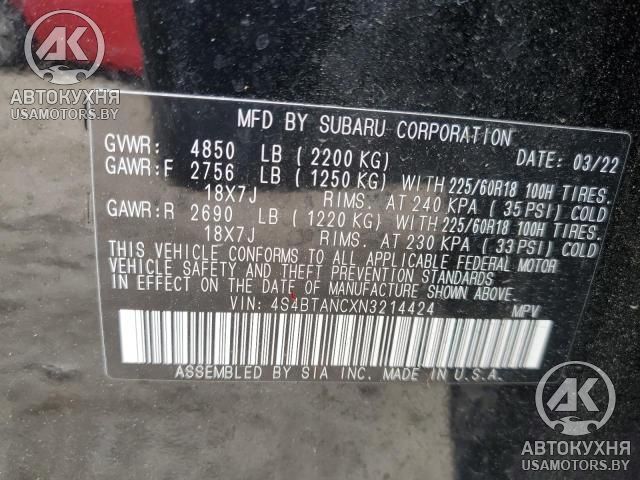 АК
АВТОКУХНЯ
USAMOTORS.BY
MFD BY SUBARU CORPORATION
GVWR: 4850 LB (2200 KG) DATE: 03/22
GAWR:F 2756 LB (1250 KG) WITH 225/60R18 100H TIRES.
18X7J RIMS. AT 240 KPA (35 PSI) COLD
GAWR:R 2690 LB (1220 KG) WITH 225/60R18 100H TIRES.
18X7J RIMS. AT 230 KPA (33 PSI) COLD
THIS VEHICLE CONFORMS TO ALL APPLICABLE FEDERAL MOTOR
VEHICLE SAFETY AND THEFT PREVENTION STANDARDS
IN EFFECT ON THE DATE OF MANUFACTURE SHOWN ABOVE.
VIN: 4S4BTANCXN3214424 MPV
ASSEMBLED BY SIA INC. MADE IN U.S.A.
АК
АВТОКУХНЯ
USAMOTORS.BY